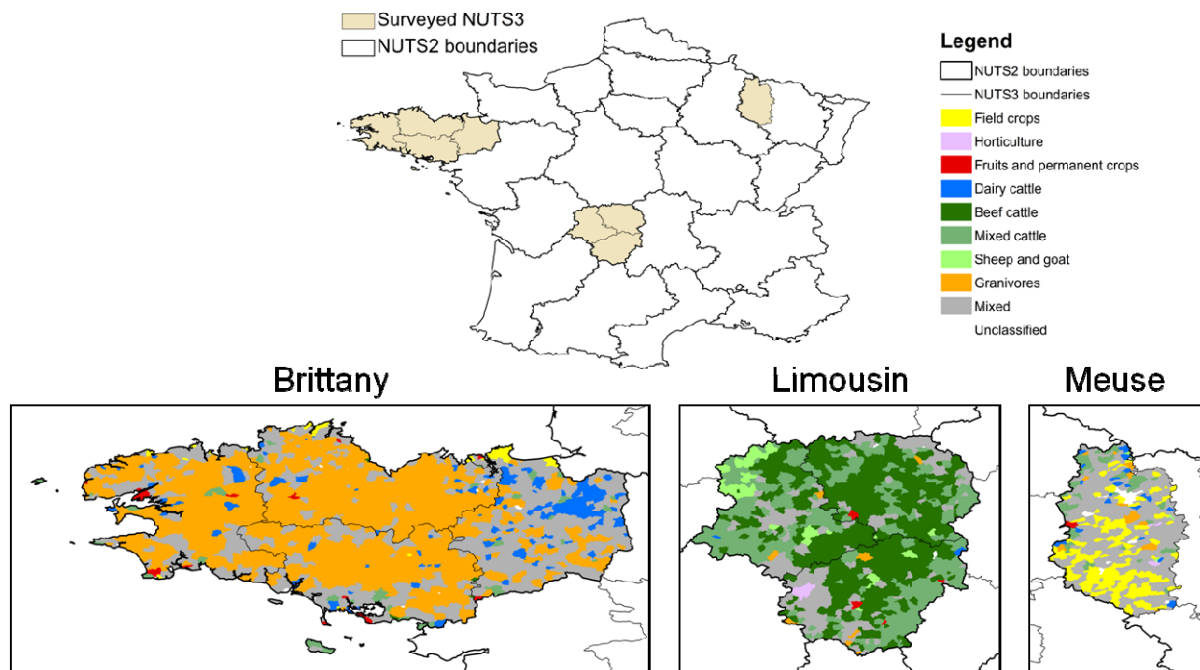 Surveyed NUTS3
NUTS2 boundaries
Legend
NUTS2 boundaries
NUTS3 boundaries
Field crops
Horticulture
Fruits and permanent crops
Dairy cattle
Beef cattle
Mixed cattle
Sheep and goat
Granivores
Mixed
Unclassified
Brittany
Limousin
Meuse